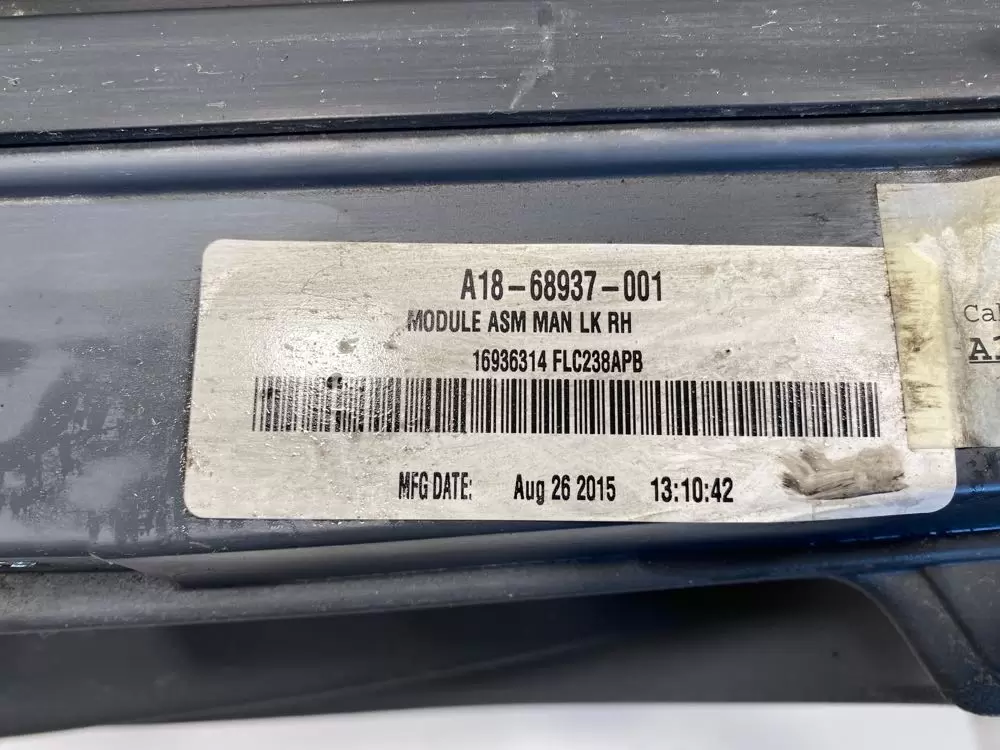 A18-68937-001
MODULE ASM MAN LK RH
16936314 FLC238APB
MFG DATE: Aug 26 2015 13:10:42